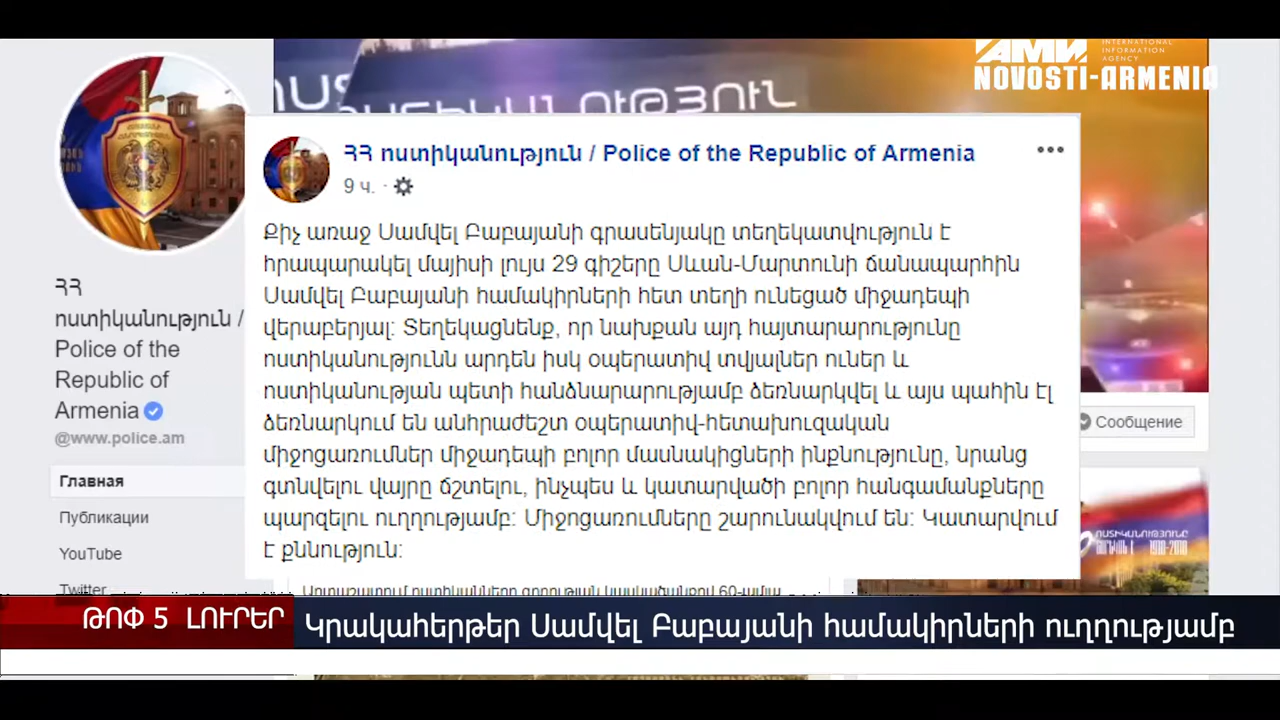 АМИ
INTERNATIONAL
INFORMATION
AGENCY
NOVOSTI-ARMENIA
ՀՀ ոստիկանություն / Police of the Republic of Armenia
9 ч.
Քիչ առաջ Սամվել Բաբայանի գրասենյակը տեղեկատվություն է
հրապարակել մայիսի լույս 29 գիշերը Սևան-Մարտունի ճանապարհին
Սամվել Բաբայանի համակիրների հետ տեղի ունեցած միջադեպի
վերաբերյալ: Տեղեկացնենք, որ նախքան այդ հայտարարությունը
ոստիկանությունն արդեն իսկ օպերատիվ տվյալներ ուներ և
ոստիկանության պետի հանձնարարությամբ ձեռնարկվել և այս պահին էլ
ձեռնարկում են անհրաժեշտ օպերատիվ-հետախուզական
միջոցառումներ միջադեպի բոլոր մասնակիցների ինքնությունը, նրանց
գտնվելու վայրը ճշտելու, ինչպես և կատարվածի բոլոր հանգամանքները
պարզելու ուղղությամբ: Միջոցառումները շարունակվում են: Կատարվում
է քննություն:
ՀՀ
ոստիկանություն /
Police of the
Republic of
Armenia
@www.police.am
Главная
Публикации
YouTube
Twitter
Сообщение
ԹՈՓ 5 ԼՈՒՐԵՐ
Կրակահերթեր Սամվել Բաբայանի համակիրների ուղղությամբ